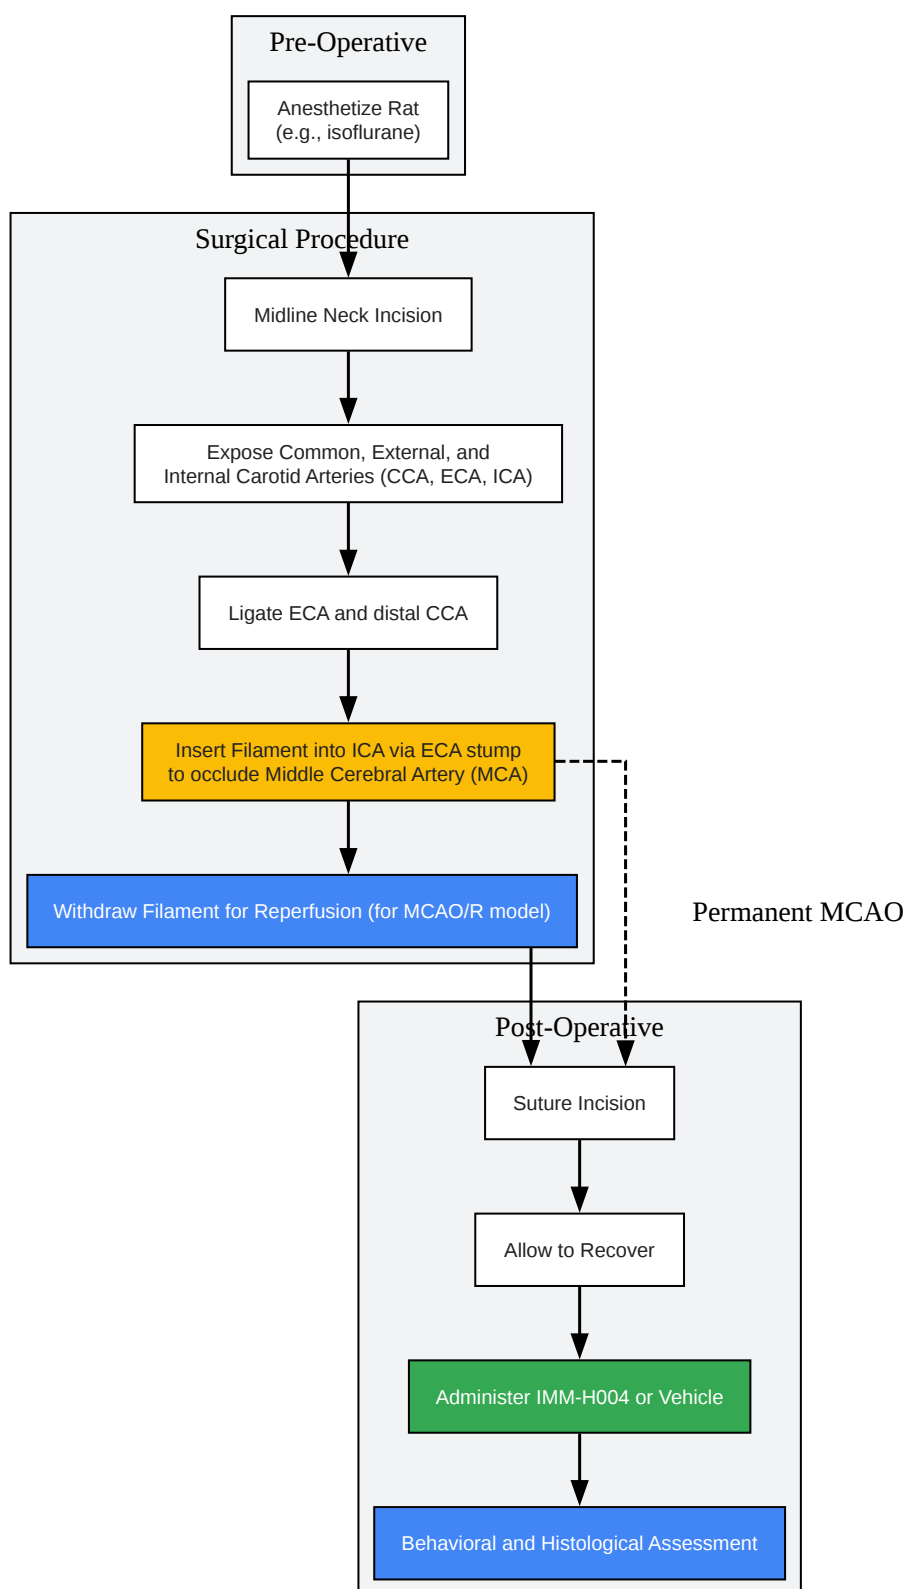 Pre-Operative
Anesthetize Rat
(e.g., isoflurane)
Surgical Procedure
Midline Neck Incision
Expose Common, External, and
Internal Carotid Arteries (CCA, ECA, ICA)
Ligate ECA and distal CCA
Insert Filament into ICA via ECA stump
to occlude Middle Cerebral Artery (MCA)
Withdraw Filament for Reperfusion (for MCAO/R model)
Permanent MCAO
Post-Operative
Suture Incision
Allow to Recover
Administer IMM-H004 or Vehicle
Behavioral and Histological Assessment